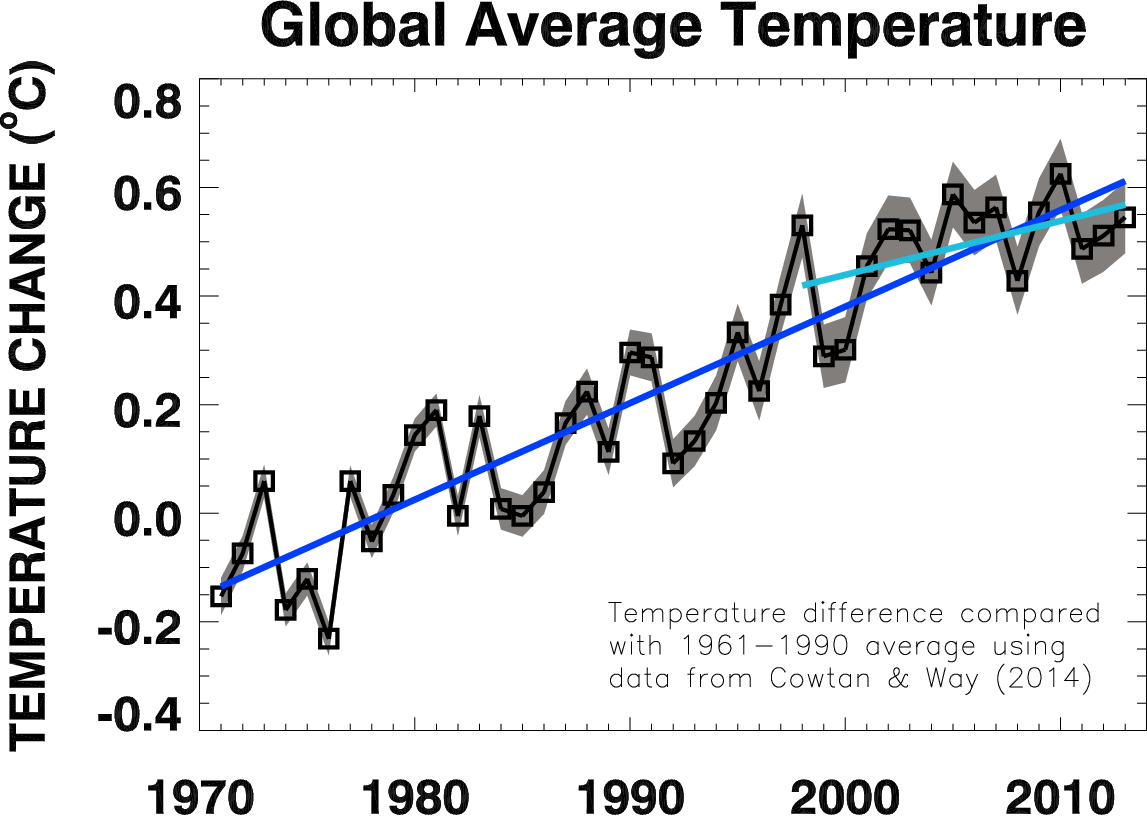 Global Average Temperature
TEMPERATURE CHANGE (°C)
0.8
0.6
0.4
0.2
0.0
-0.2
-0.4
Temperature difference compared
with 1961−1990 average using
data from Cowtan & Way (2014)
1970 1980 1990 2000 2010